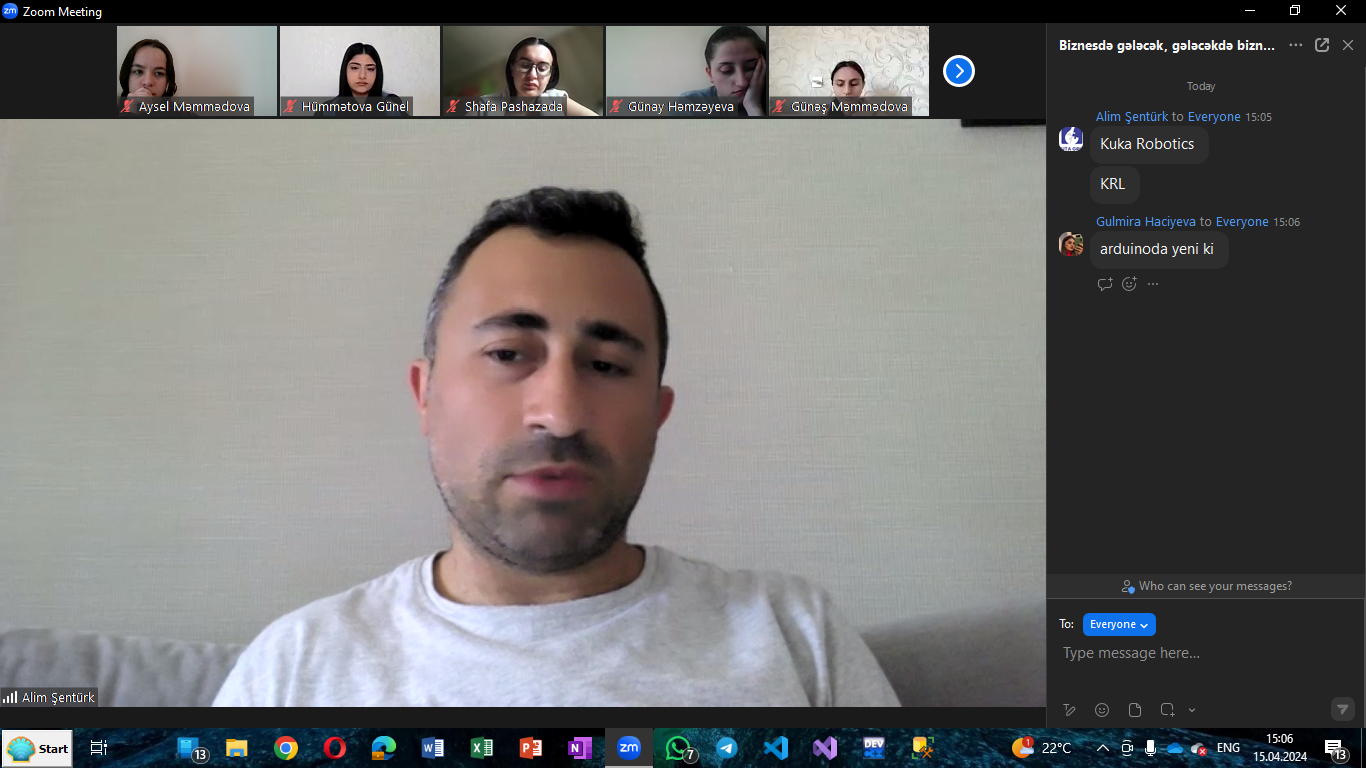 Zoom Meeting
Aysel Məmmədova
Hümmətova Günel
Shafa Pashazada
Günay Həmzəyeva
Günəş Məmmədova
Alim Şentürk
Biznesdə gələcək, gələcəkdə bizn...
Today
Alim Şentürk to Everyone 15:05
Kuka Robotics
KRL
Gulmira Haciyeva to Everyone 15:06
arduinoda yeni ki
Who can see your messages?
To: Everyone
Type message here...
Start
13
zm
7
DEV
1
22°C
ENG
15:06
15.04.2024
13